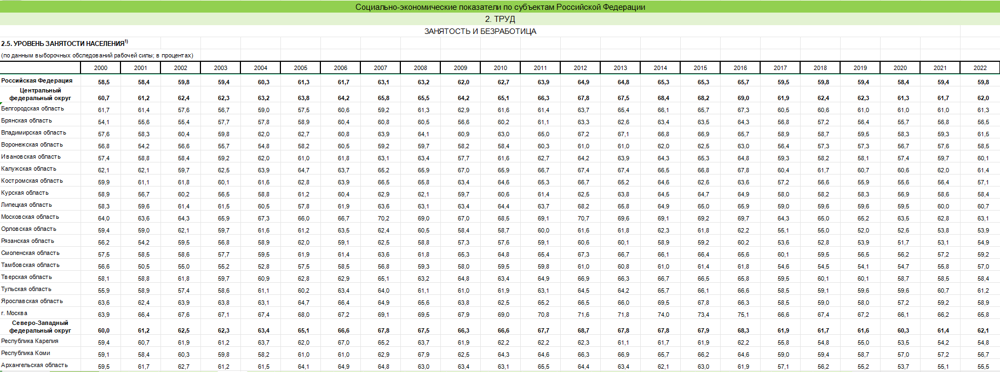 Социально-экономические показатели по субъектам Российской Федерации
2. ТРУД
ЗАНЯТОСТЬ И БЕЗРАБОТИЦА
2.5. УРОВЕНЬ ЗАНЯТОСТИ НАСЕЛЕНИЯ1)
(по данным выборочных обследований рабочей силы; в процентах)
2000 2001 2002 2003 2004 2005 2006 2007 2008 2009 2010 2011 2012 2013 2014 2015 2016 2017 2018 2019 2020 2021 2022
Российская Федерация 58,5 58,4 59,8 59,4 60,3 61,3 61,7 63,1 63,2 62,0 62,7 63,9 64,9 64,8 65,3 65,3 65,7 59,5 59,8 59,4 58,4 59,4 59,8
Центральный
федеральный округ 60,7 61,2 62,4 62,3 63,2 63,8 64,2 65,8 65,5 64,2 65,1 66,3 67,8 67,5 68,4 68,2 69,0 61,9 62,4 62,3 61,3 61,7 62,0
Белгородская область 61,7 61,4 57,6 56,7 59,0 57,5 60,6 59,2 61,3 62,9 61,6 61,4 63,7 65,4 66,1 65,7 67,3 60,5 60,6 61,0 61,0 61,0 61,3
Брянская область 54,1 55,6 55,4 57,7 57,8 58,9 60,4 60,8 60,5 56,6 60,2 61,1 63,3 62,6 63,4 63,5 64,3 56,8 57,2 56,4 55,7 56,8 56,5
Владимирская область 57,6 58,3 60,4 59,8 62,0 62,7 60,8 63,9 64,1 60,9 63,0 65,0 67,2 67,1 66,8 66,9 65,7 58,9 58,7 59,5 58,3 59,3 61,5
Воронежская область 56,8 54,2 56,6 55,7 54,8 58,2 60,5 59,2 59,7 58,2 58,4 60,3 61,0 61,0 62,0 62,5 63,0 56,4 57,3 57,3 56,7 57,6 58,5
Ивановская область 57,4 58,8 58,4 59,2 62,0 61,0 61,8 63,1 63,4 57,7 61,6 62,7 64,2 63,9 64,3 65,3 64,8 59,3 58,2 58,1 57,4 59,7 60,1
Калужская область 62,1 62,1 59,7 62,5 63,9 64,7 63,7 65,2 65,9 67,0 65,9 66,7 67,4 67,4 66,5 66,8 67,8 60,4 61,7 60,7 60,6 62,0 61,4
Костромская область 59,9 61,1 61,8 60,1 61,6 62,8 63,9 66,5 65,8 63,4 64,6 65,3 66,7 65,2 64,6 62,6 63,6 57,2 56,6 55,9 55,6 56,4 57,1
Курская область 58,9 56,7 60,2 56,5 58,8 61,2 60,4 62,9 62,1 59,7 60,6 61,4 62,5 63,8 64,5 64,7 64,9 58,0 58,2 58,3 56,9 58,6 58,4
Липецкая область 58,3 59,6 61,4 61,5 60,5 57,8 61,9 63,6 63,1 63,4 64,4 63,7 68,2 65,8 64,9 65,0 65,9 59,0 59,6 59,6 59,5 60,0 60,7
Московская область 64,0 63,6 64,3 65,9 67,3 66,0 66,7 70,2 69,0 67,0 68,5 69,1 70,7 69,6 69,1 69,2 69,7 64,3 65,0 65,2 63,5 62,8 63,1
Орловская область 59,4 59,0 62,1 59,7 61,6 61,2 63,5 62,4 60,5 58,4 58,7 60,0 61,6 61,8 62,3 61,8 62,2 55,1 55,0 52,0 52,6 53,8 53,9
Рязанская область 56,2 54,2 59,5 56,8 58,9 62,0 59,1 62,5 58,8 57,3 57,6 59,1 60,6 60,1 58,9 59,2 60,2 53,6 52,8 53,9 51,7 53,1 54,9
Смоленская область 57,5 58,5 58,6 57,7 59,5 61,9 61,4 63,6 61,8 65,3 64,8 65,4 67,3 66,7 66,1 66,4 65,6 60,1 59,5 56,5 56,2 57,2 59,2
Тамбовская область 56,6 50,5 55,0 55,2 52,8 57,5 58,5 56,8 59,3 58,0 59,5 59,8 61,0 60,8 61,0 61,4 61,8 54,6 54,5 54,1 54,7 55,8 57,0
Тверская область 58,1 58,8 61,8 59,7 60,9 62,8 62,9 65,1 63,2 64,8 63,4 64,9 66,9 66,3 66,7 66,5 65,8 59,5 60,1 60,1 58,7 58,5 58,4
Тульская область 55,9 58,9 57,4 58,6 61,1 60,2 63,4 64,0 61,1 61,0 61,9 63,1 64,5 64,2 65,7 66,1 66,6 58,5 59,1 59,6 59,6 60,7 61,2
Ярославская область 63,6 62,4 63,9 63,8 63,1 64,7 66,4 64,9 65,6 63,8 62,5 65,2 66,5 66,0 69,5 67,8 66,3 58,5 59,0 58,0 57,2 59,2 58,9
г. Москва 63,9 66,4 67,6 67,1 67,4 68,0 67,2 69,1 69,5 67,9 69,0 70,8 71,6 71,8 74,0 73,4 75,1 66,6 67,4 67,2 66,1 66,2 65,8
Северо-Западный
федеральный округ 60,0 61,2 62,5 62,3 63,4 65,1 66,6 67,8 67,5 66,3 66,6 67,7 68,7 67,8 67,8 67,9 68,3 61,9 61,7 61,6 60,3 61,4 62,1
Республика Карелия 59,4 60,7 61,9 61,2 63,7 62,0 67,0 65,2 63,7 61,9 62,2 62,2 62,3 61,1 61,7 61,9 62,2 55,8 54,8 55,0 53,5 54,2 54,8
Республика Коми 59,1 58,4 60,3 59,8 58,2 61,0 61,0 62,9 67,9 62,5 64,3 64,6 66,3 66,9 65,7 66,2 64,6 59,0 59,4 58,7 57,0 57,2 56,7
Архангельская область 59,5 61,7 62,7 61,2 61,5 64,1 64,9 64,8 63,0 63,4 63,1 65,5 64,4 63,4 62,1 63,0 61,9 57,1 56,2 55,2 53,7 55,1 55,5